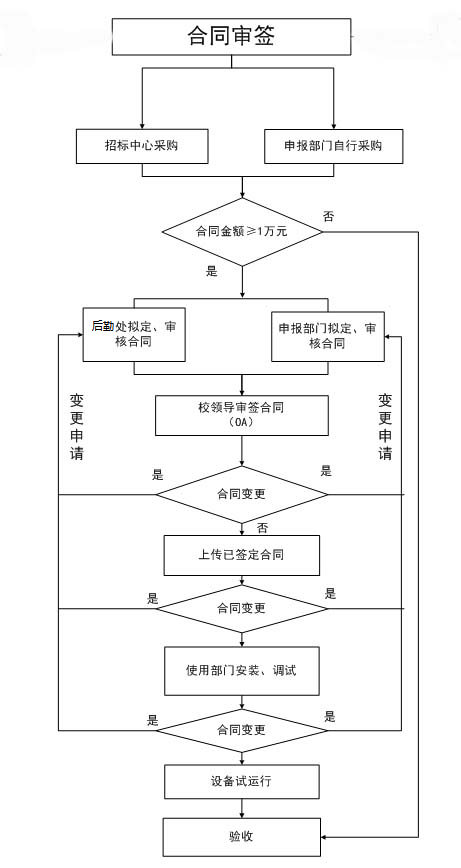 合同审签
招标中心采购
申报部门自行采购
合同金额≥1万元
否
是
后勤处拟定、审
核合同
申报部门拟定、审
核合同
变
更
申
请
变
更
申
请
校领导审签合同
（OA）
是
合同变更
是
否
上传已签定合同
是
合同变更
是
使用部门安装、调试
是
合同变更
是
设备试运行
验收